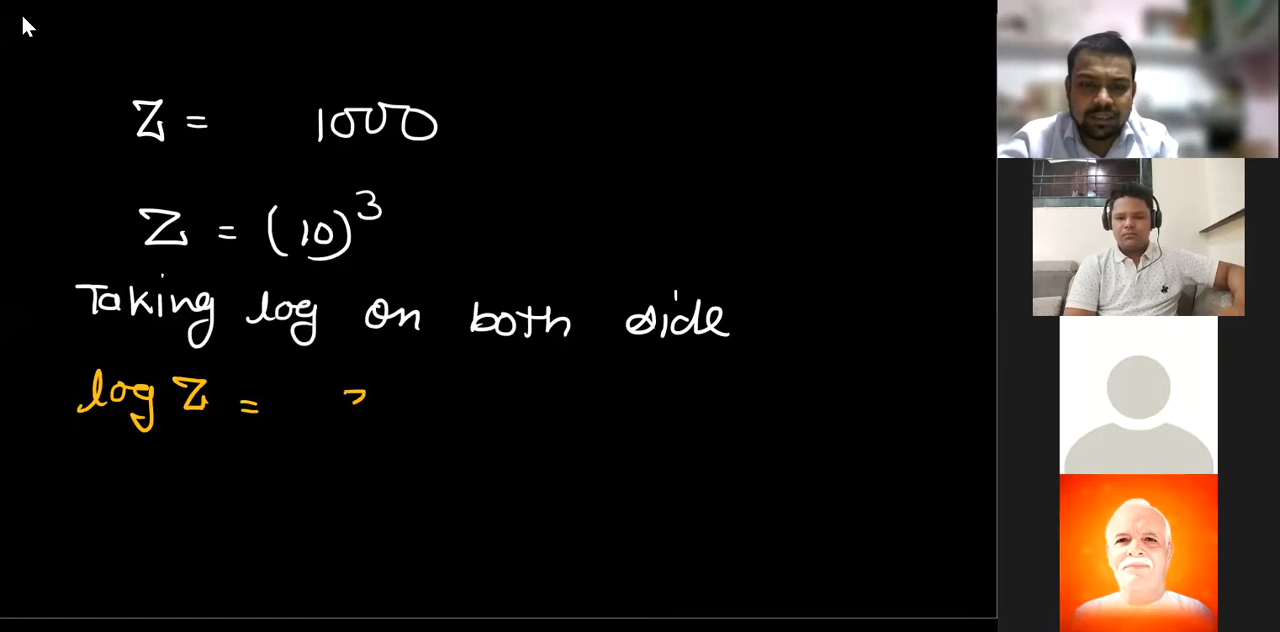 Z = 1000
Z = (10)^3
Taking log on both side
log Z =